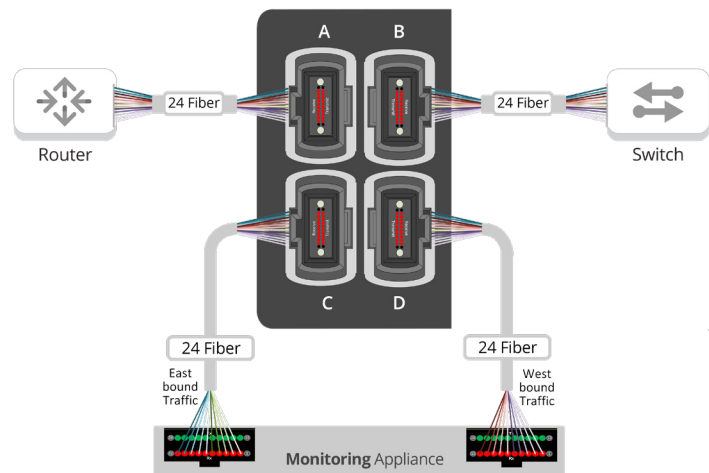 A B
24 Fiber 24 Fiber
Router Switch
C D
24 Fiber 24 Fiber
East
bound
Traffic
West
bound
Traffic
Monitoring Appliance